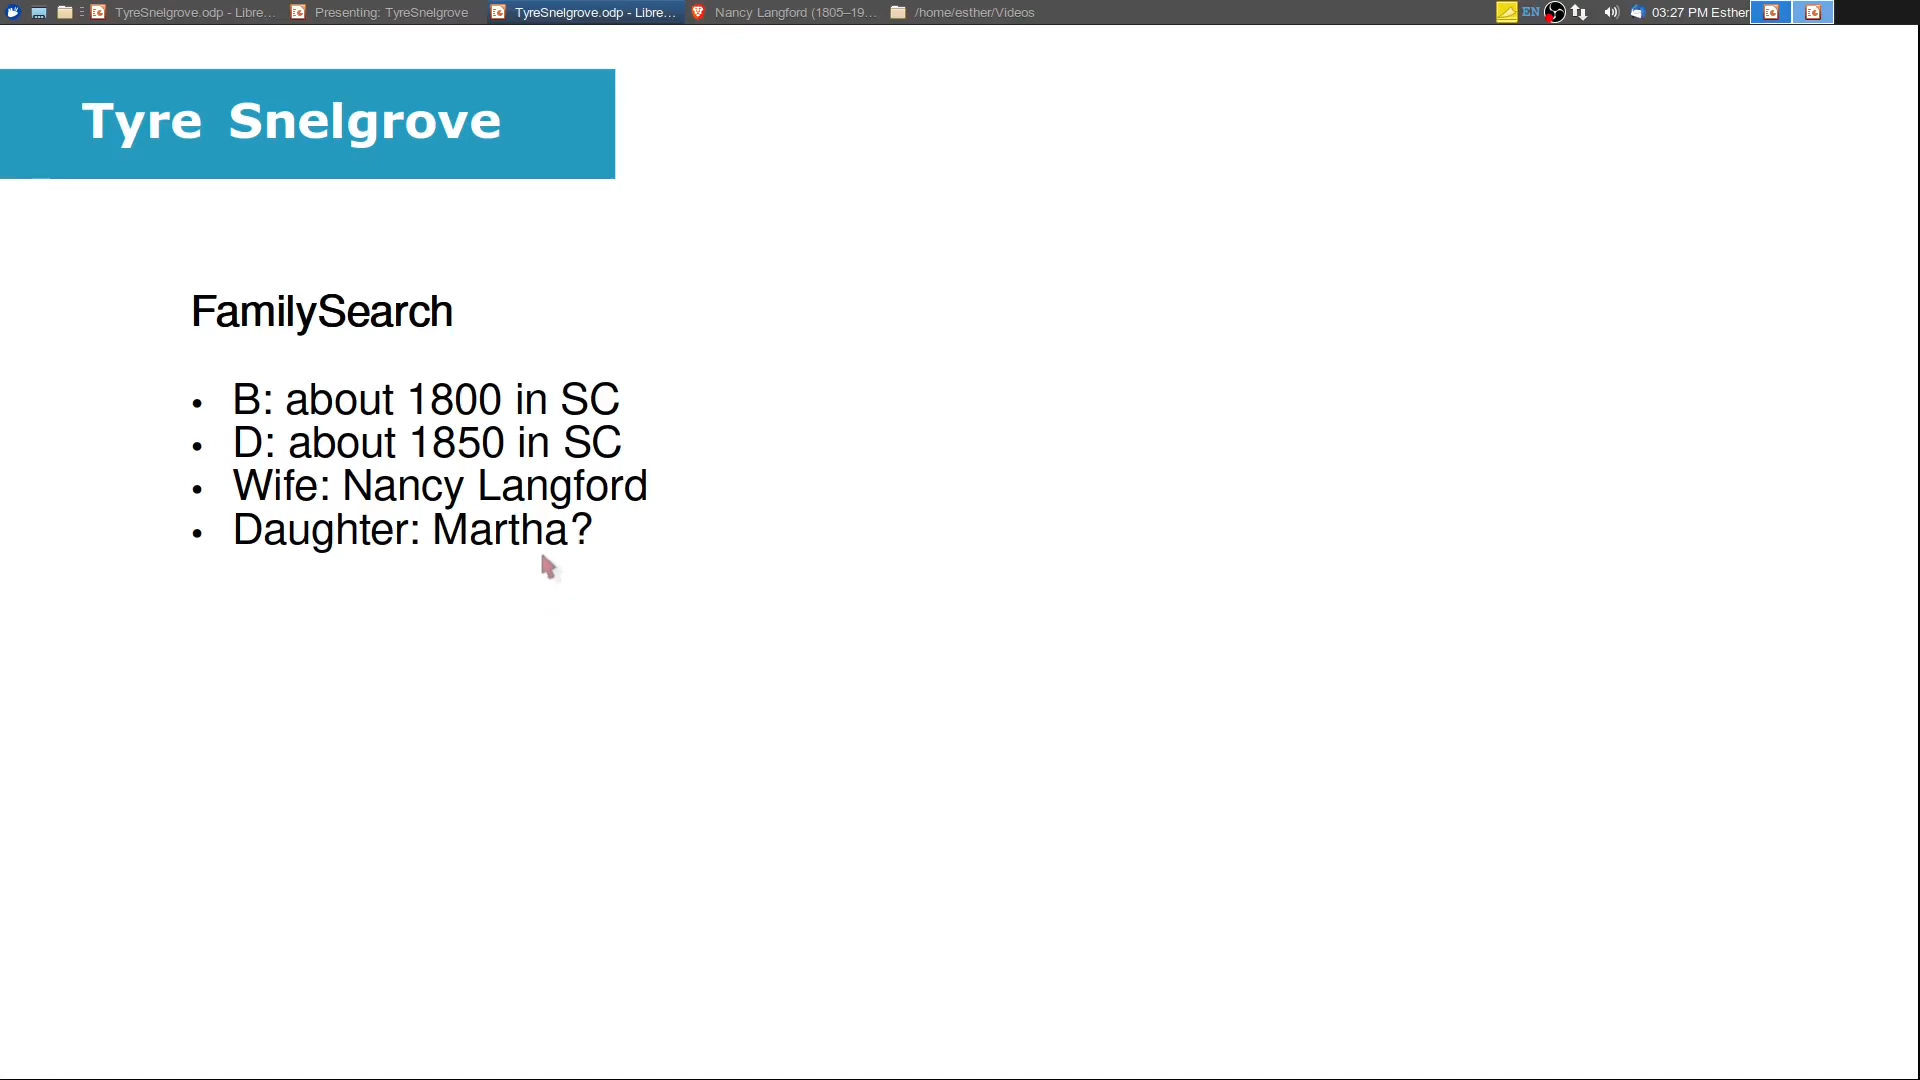 TyreSnelgrove.odp - Libre... Presenting: TyreSnelgrove TyreSnelgrove.odp - Libre... Nancy Langford (1805–19... /home/esther/Videos EN 03:27 PM Esther
Tyre Snelgrove
FamilySearch
• B: about 1800 in SC
• D: about 1850 in SC
• Wife: Nancy Langford
• Daughter: Martha?